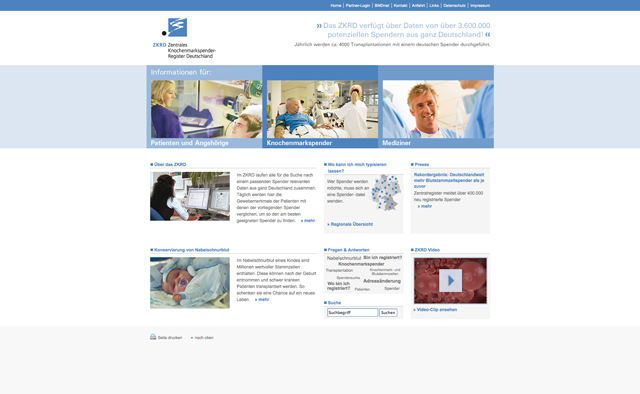 Home | Partner-Login | BMDnet | Kontakt | Anfahrt | Links | Datenschutz | Impressum
ZKRD Zentrales
Knochenmarkspender-
Register Deutschland
» Das ZKRD verfügt über Daten von über 3.600.000
potenziellen Spendern aus ganz Deutschland! «
Jährlich werden ca. 4000 Transplantationen mit einem deutschen Spender durchgeführt.
Informationen für:
Patienten und Angehörige
Knochenmarkspender
Mediziner
Über das ZKRD
Im ZKRD laufen alle für die Suche nach
einem passenden Spender relevanten
Daten aus ganz Deutschland zusammen.
Täglich werden hier die
Gewebemerkmale der Patienten mit
denen der vorliegenden Spender
verglichen, um so den am besten
geeigneten Spender zu finden. » mehr
Wo kann ich mich typisieren
lassen?
Wer Spender werden
möchte, muss sich an
eine Spender- datei
wenden.
» Regionale Übersicht
Presse
Rekordergebnis: Deutschlandweit
mehr Blutstammzellspender als je
zuvor
Zentralregister meldet über 400.000
neu registrierte Spender
» mehr
Konservierung von Nabelschnurblut
Im Nabelschnurblut eines Kindes sind
Millionen wertvoller Stammzellen
enthalten. Diese können nach der Geburt
entnommen und schwer kranken
Patienten transplantiert werden. So
schenken sie eine Chance auf ein neues
Leben. » mehr
Fragen & Antworten
Nabelschnurblut Bin ich registriert?
Knochenmarkspender
Transplantation Knochenmark- und
Blutstammzellen
Spendersuche
Wo bin ich
registriert? Adressänderung
Patienten Spender
Suche
Suchbegriff Suchen
ZKRD Video
» Video-Clip ansehen
Seite drucken nach oben